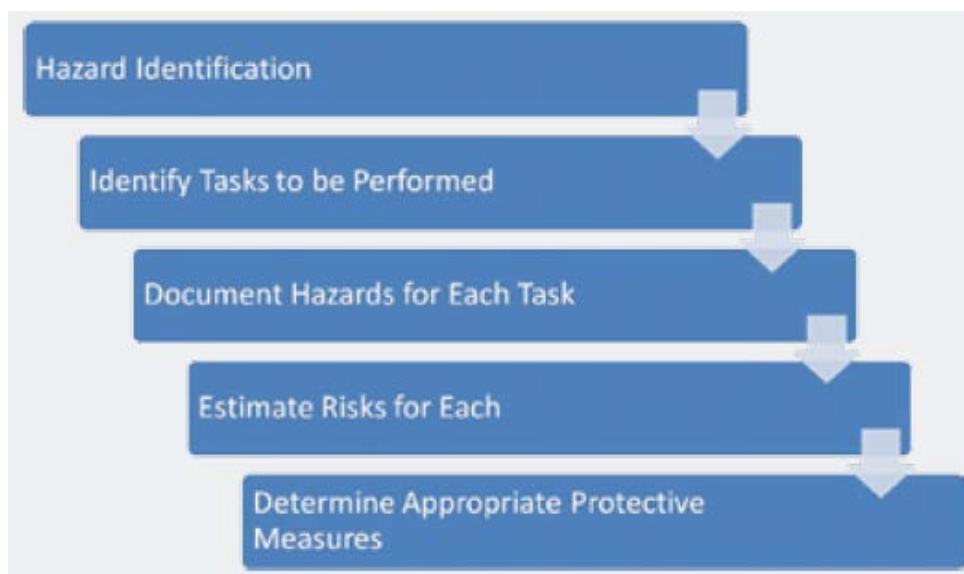 Hazard Identification
Identify Tasks to be Performed
Document Hazards for Each Task
Estimate Risks for Each
Determine Appropriate Protective
Measures